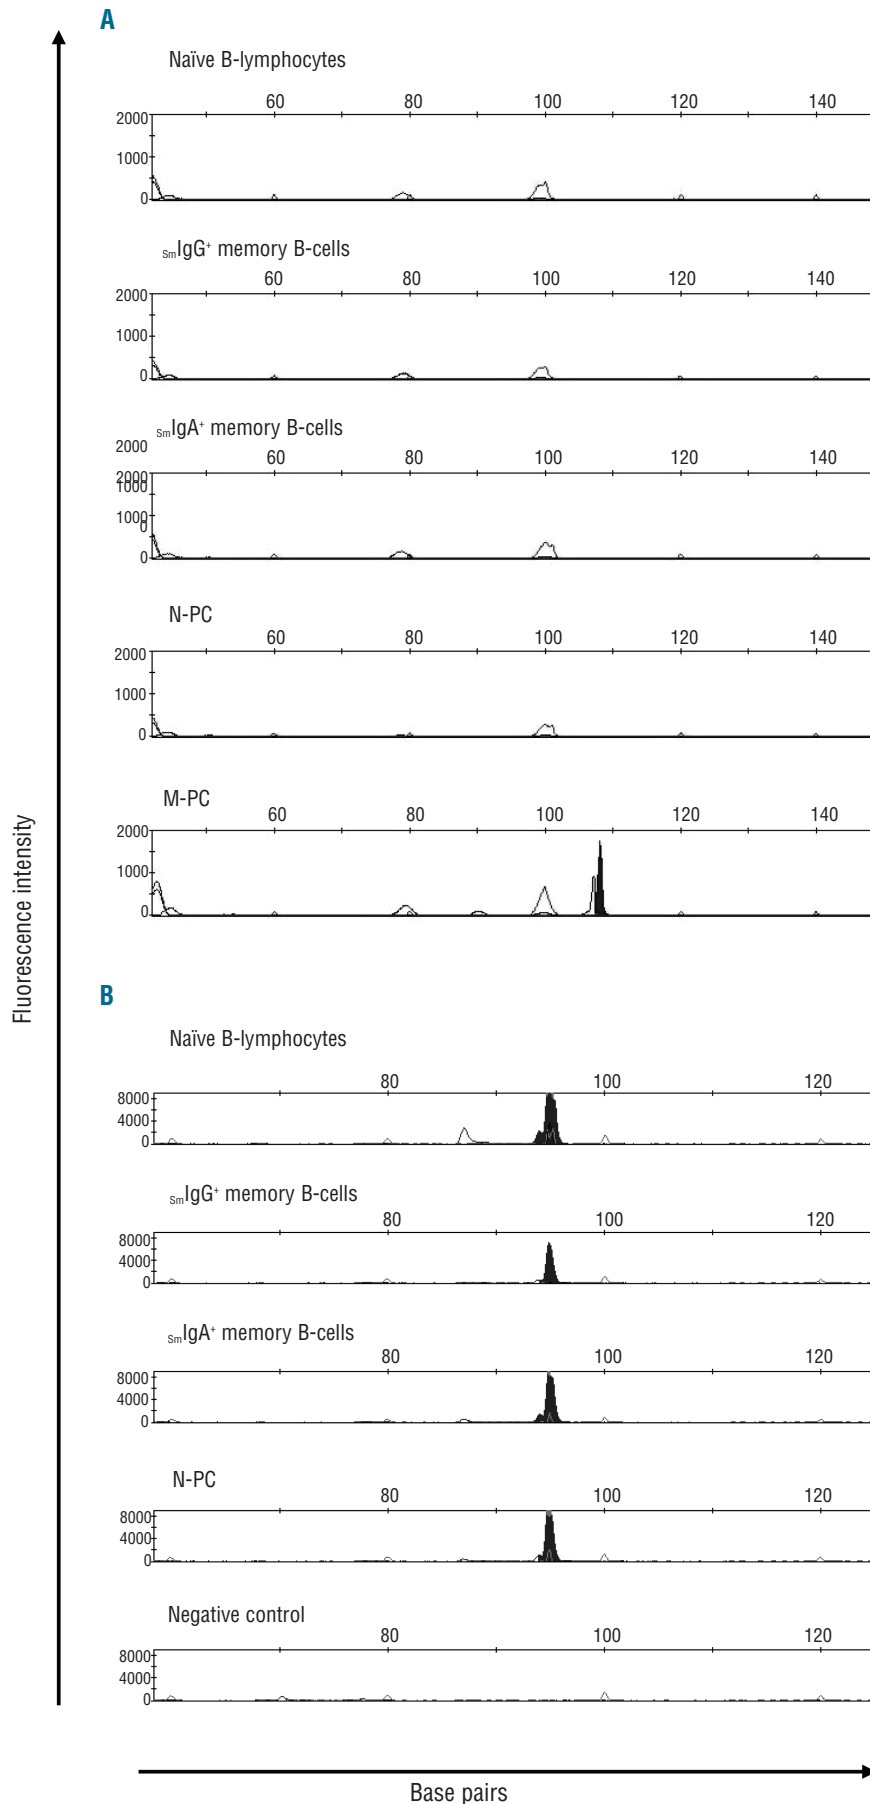 A
Naïve B-lymphocytes
60 80 100 120 140
2000
1000
0
SmIgG+ memory B-cells
60 80 100 120 140
2000
1000
0
SmIgA+ memory B-cells
2000
60 80 100 120 140
2000
1000
1000
0
0
N-PC
60 80 100 120 140
2000
1000
0
M-PC
60 80 100 120 140
2000
1000
0
Fluorescence intensity
B
Naïve B-lymphocytes
80 100 120
8000
4000
0
SmIgG+ memory B-cells
80 100 120
8000
4000
0
SmIgA+ memory B-cells
80 100 120
8000
4000
0
N-PC
80 100 120
8000
4000
0
Negative control
80 100 120
8000
4000
0
Base pairs